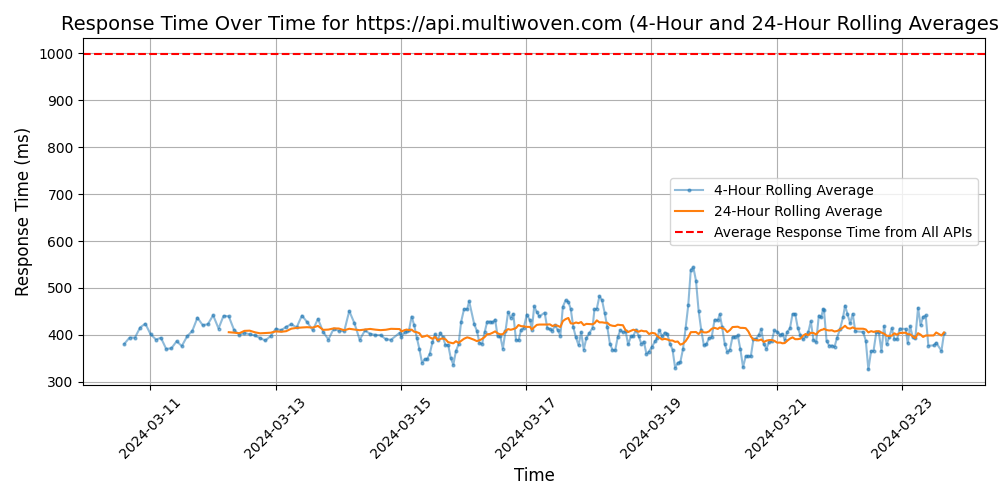 Response Time Over Time for https://api.multiwoven.com (4-Hour and 24-Hour Rolling Averages
1000
900
800
700
600
500
400
300
Response Time (ms)
4-Hour Rolling Average
24-Hour Rolling Average
Average Response Time from All APIs
2024-03-11
2024-03-13
2024-03-15
2024-03-17
2024-03-19
2024-03-21
2024-03-23
Time